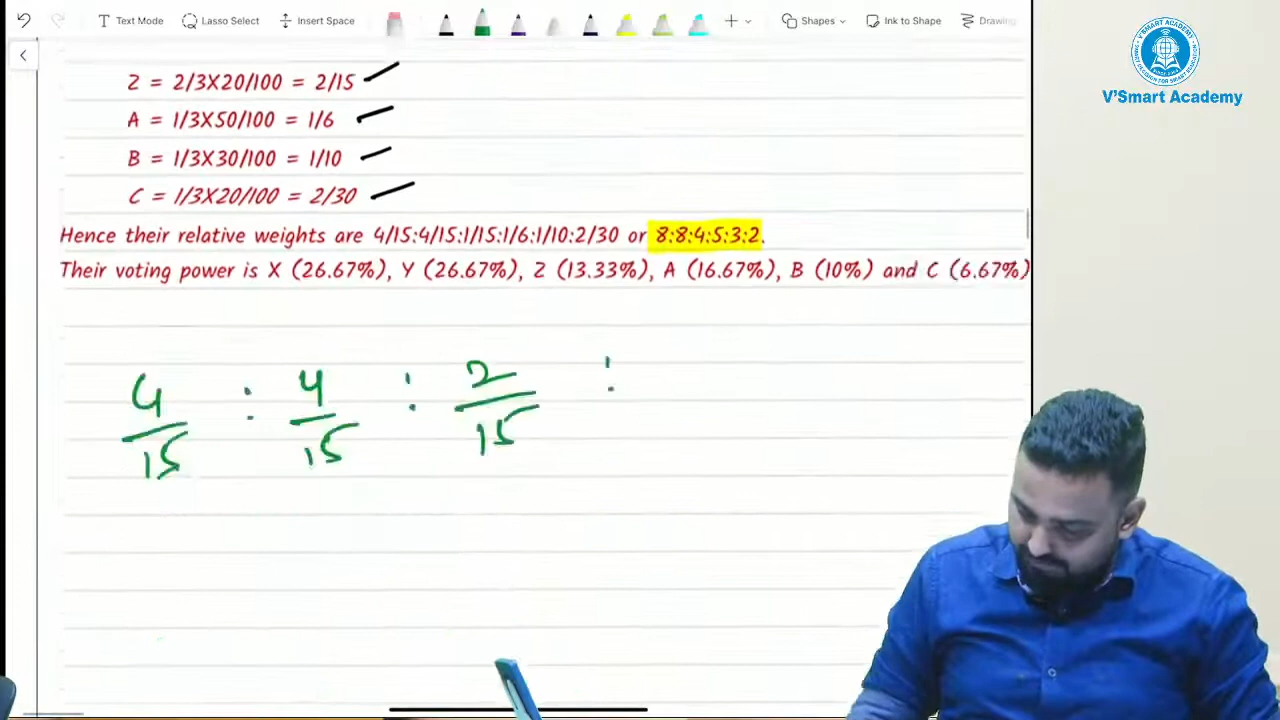 Text Mode Lasso Select Insert Space Shapes Ink to Shape Drawing
V'SMART ACADEMY
V'Smart Academy
Z = 2/3X20/100 = 2/15
A = 1/3X50/100 = 1/6
B = 1/3X30/100 = 1/10
C = 1/3X20/100 = 2/30
Hence their relative weights are 4/15:4/15:1/15:1/6:1/10:2/30 or 8:8:4:5:3:2.
Their voting power is X (26.67%), Y (26.67%), Z (13.33%), A (16.67%), B (10%) and C (6.67%)
4/15 : 4/15 : 2/15 :